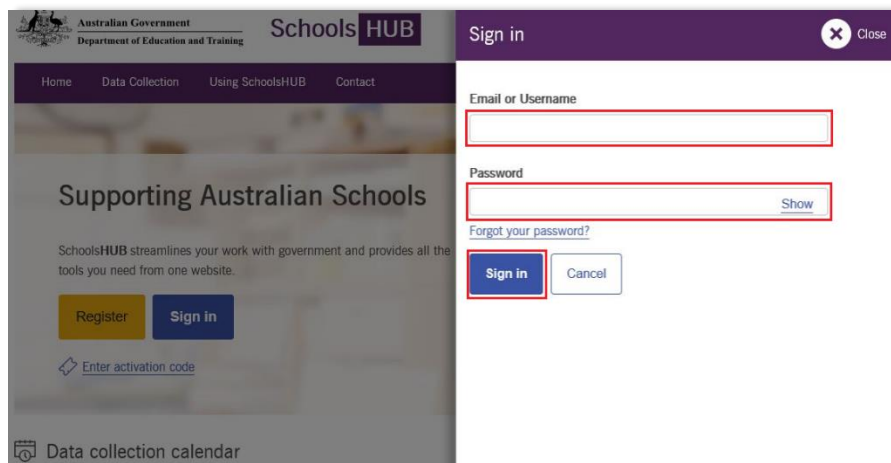 Australian Government
Department of Education and Training
Schools HUB
Home Data Collection Using SchoolsHUB Contact
Supporting Australian Schools
SchoolsHUB streamlines your work with government and provides all the
tools you need from one website.
Register Sign in
Enter activation code
Data collection calendar
Sign in
Close
Email or Username
Password
Show
Forgot your password?
Sign in Cancel